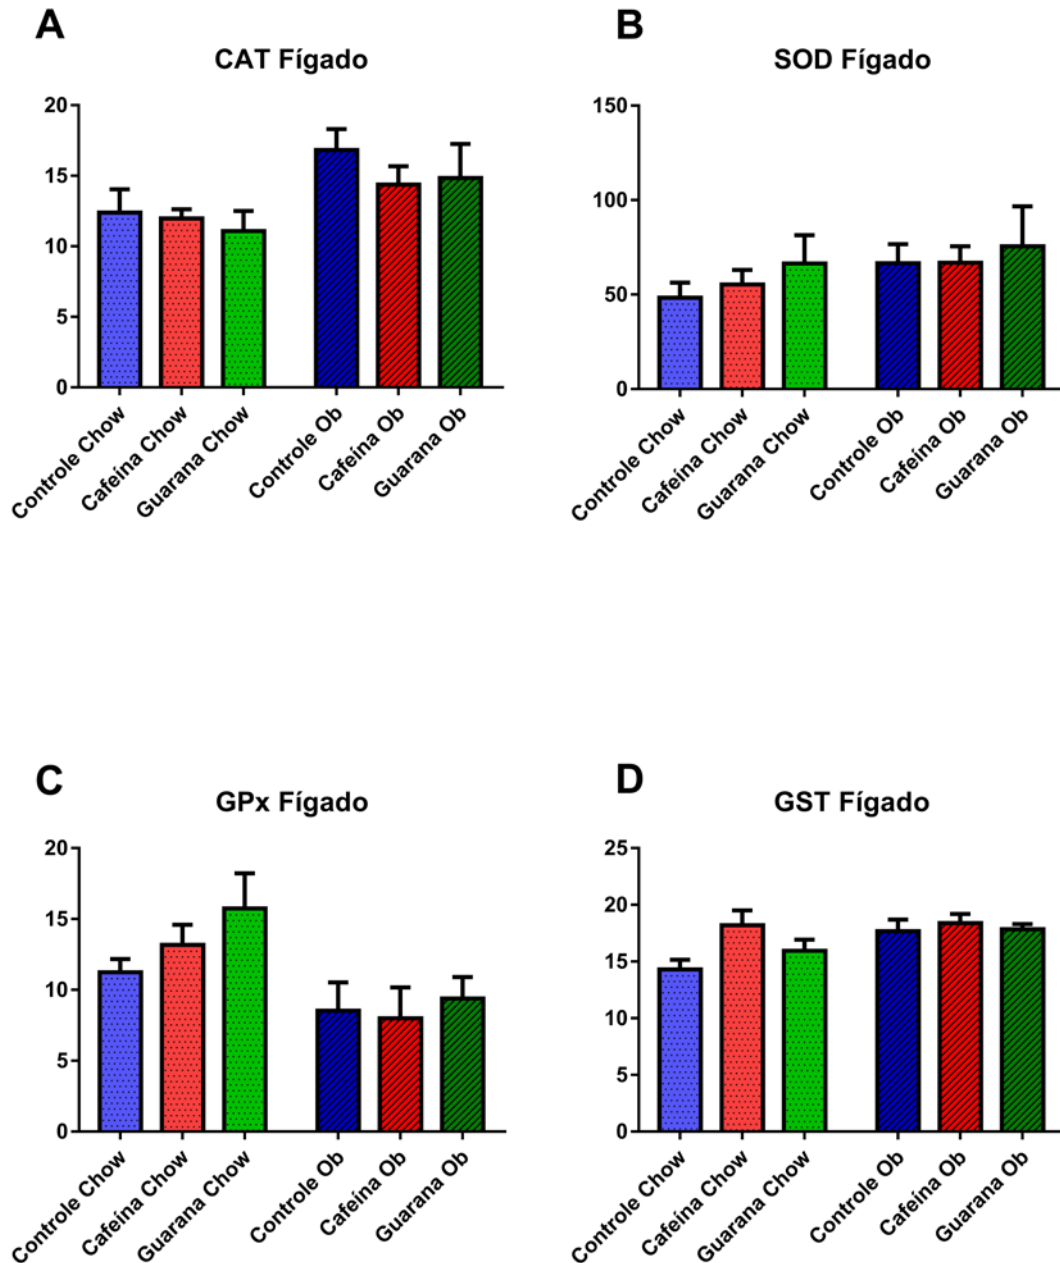 A
CAT Fígado
20
15
10
5
0
Controle Chow
Cafeína Chow
Guarana Chow
Controle Ob
Cafeína Ob
Guarana Ob
B
SOD Fígado
150
100
50
0
Controle Chow
Cafeína Chow
Guarana Chow
Controle Ob
Cafeína Ob
Guarana Ob
C
GPx Fígado
20
15
10
5
0
Controle Chow
Cafeína Chow
Guarana Chow
Controle Ob
Cafeína Ob
Guarana Ob
D
GST Fígado
25
20
15
10
5
0
Controle Chow
Cafeína Chow
Guarana Chow
Controle Ob
Cafeína Ob
Guarana Ob